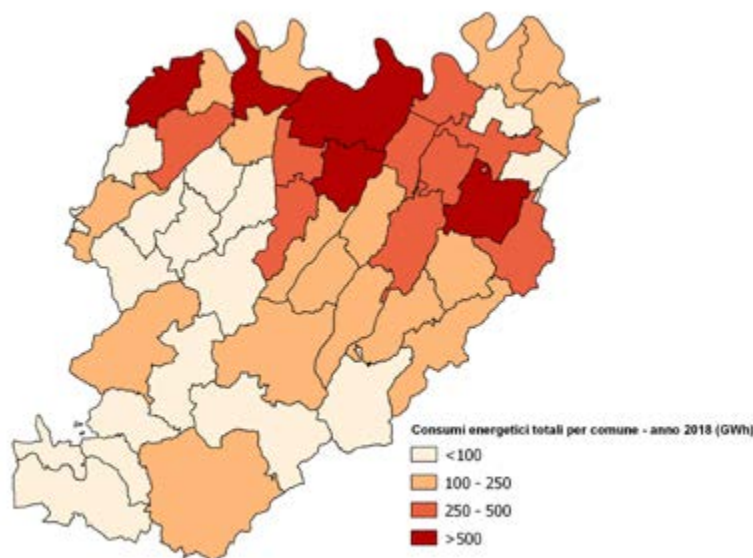 Consumi energetici totali per comune - anno 2018 (GWh)
<100
100 - 250
250 - 500
>500